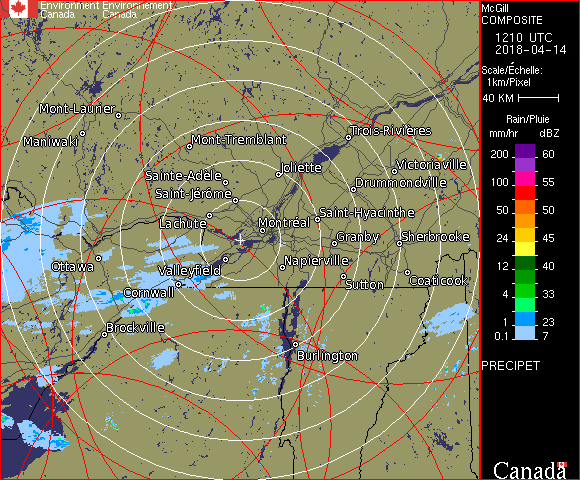 Environment Environnement
Canada Canada
McGill
COMPOSITE
1210 UTC
2018-04-14
Scale/Échelle:
1km/Pixel
40 KM
Rain/Pluie
mm/hr dBZ
200 60
100 55
50 50
24 45
12 40
4 33
1 23
0.1 7
PRECIPET
Canada
Mont-Laurier
Maniwaki
Mont-Tremblant
Trois-Rivières
Victoriaville
Joliette
Sainte-Adèle
Drummondville
Saint-Jérôme
Lachute
Saint-Hyacinthe
Montréal
Granby
Sherbrooke
Ottawa
Valleyfield
Napierville
Cornwall
Sutton
Coaticook
Brockville
Burlington